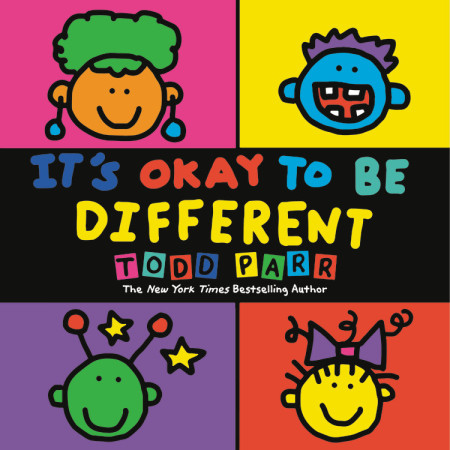 IT'S OKAY TO BE
DIFFERENT
TODD PARR
The New York Times Bestselling Author